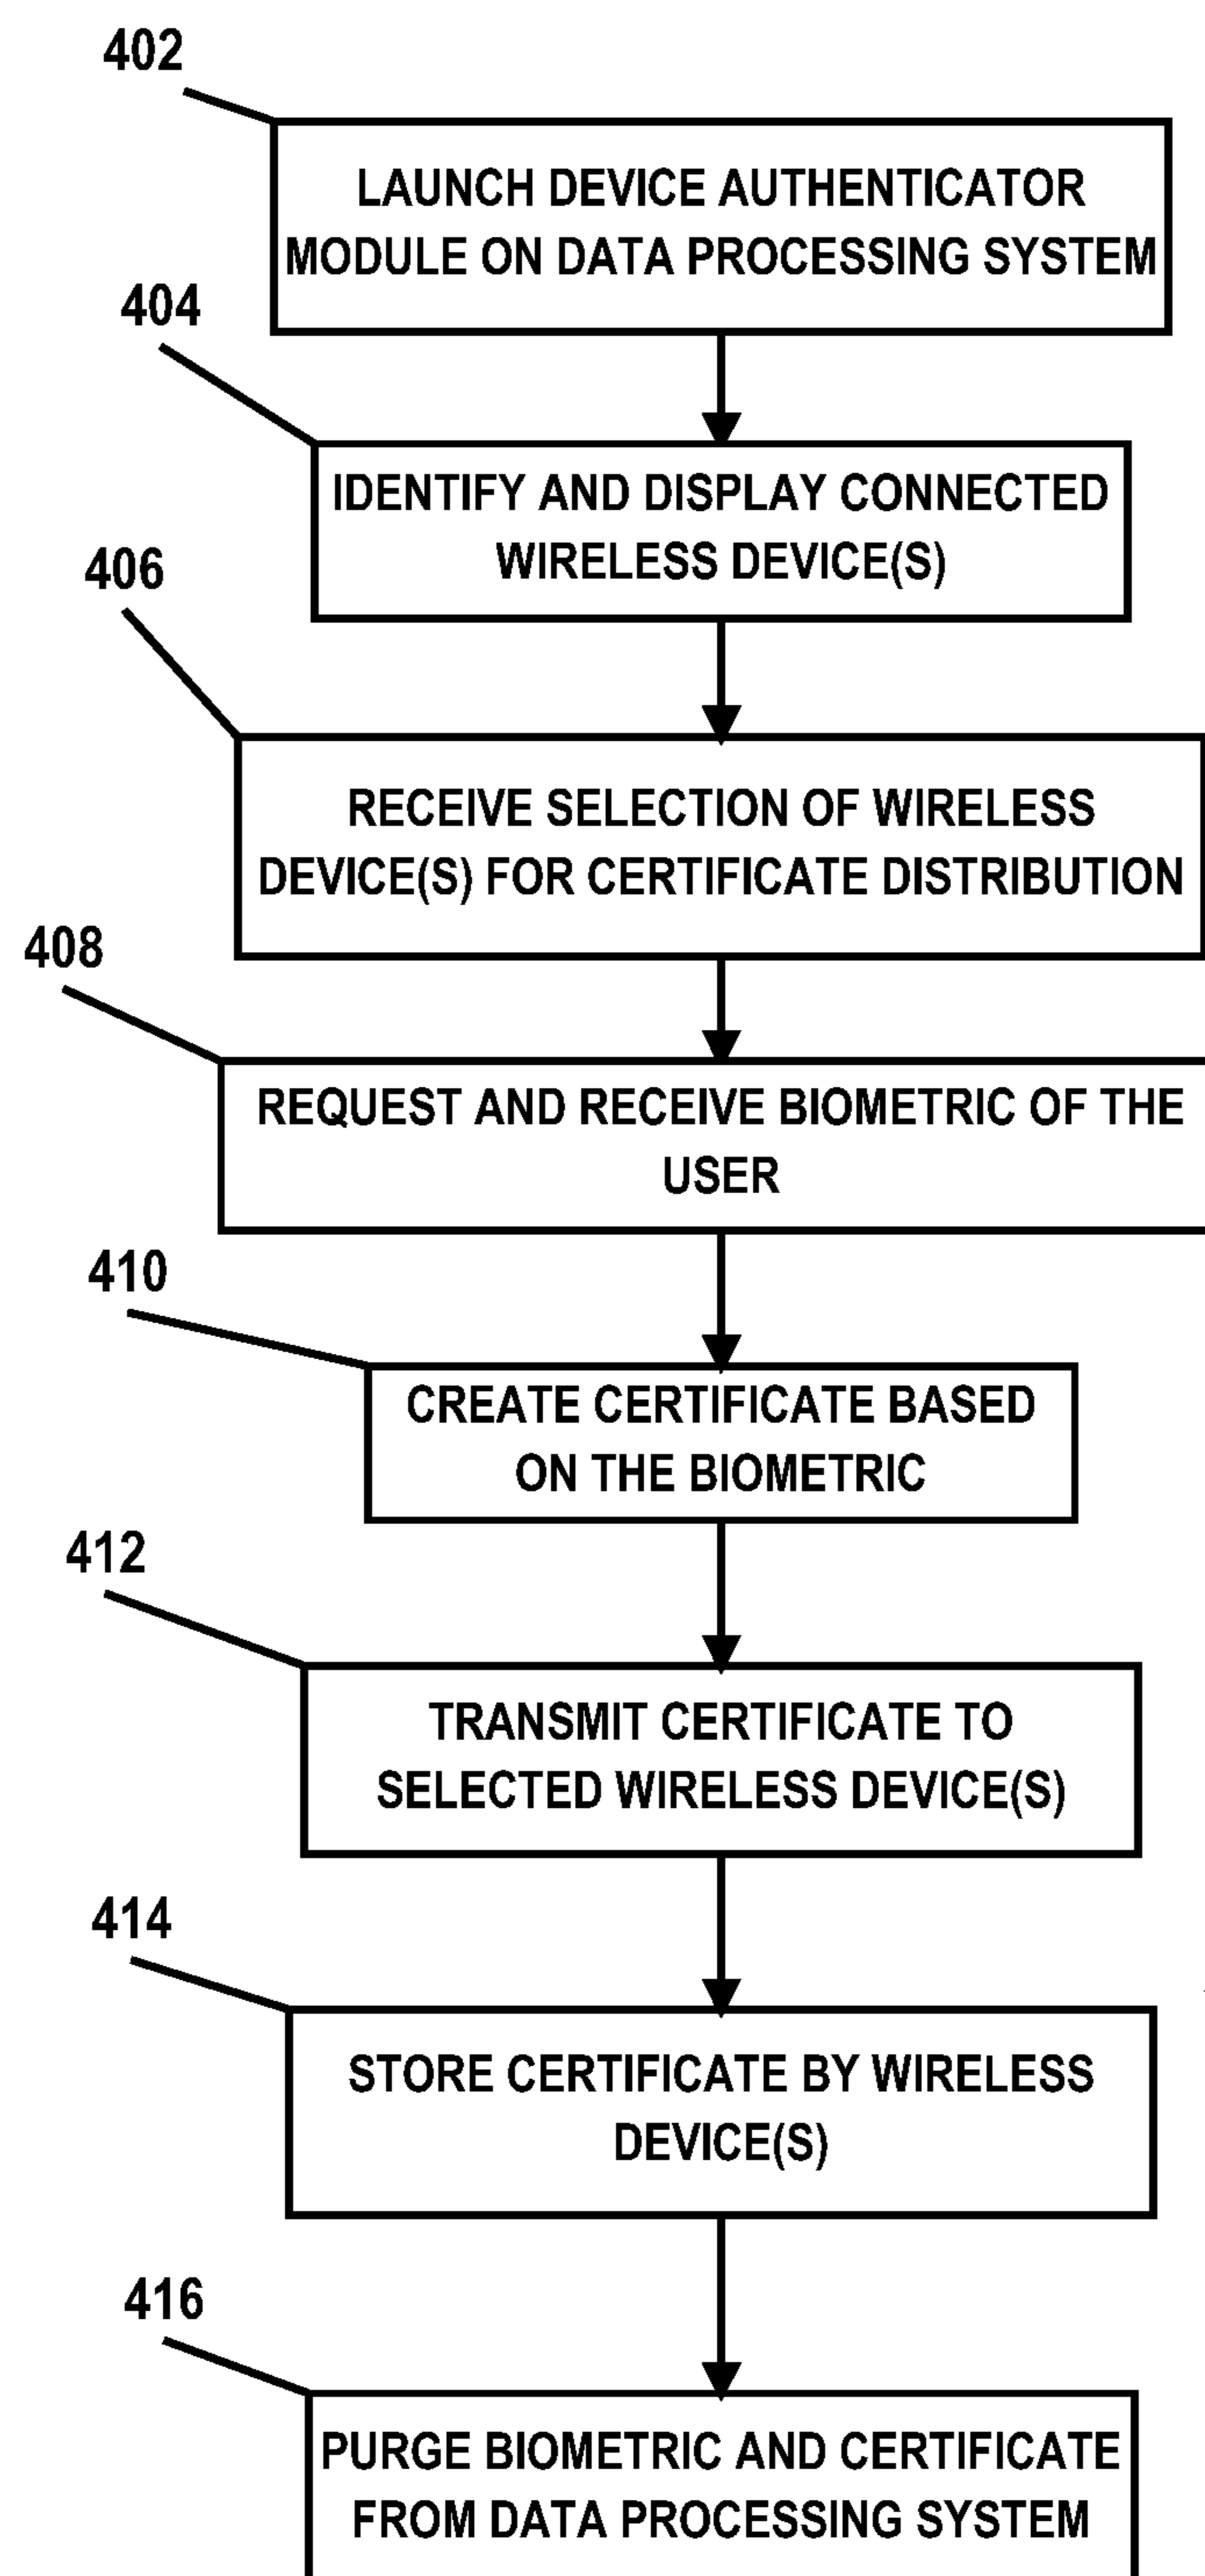 402
LAUNCH DEVICE AUTHENTICATOR
MODULE ON DATA PROCESSING SYSTEM
404
IDENTIFY AND DISPLAY CONNECTED
WIRELESS DEVICE(S)
406
RECEIVE SELECTION OF WIRELESS
DEVICE(S) FOR CERTIFICATE DISTRIBUTION
408
REQUEST AND RECEIVE BIOMETRIC OF THE
USER
410
CREATE CERTIFICATE BASED
ON THE BIOMETRIC
412
TRANSMIT CERTIFICATE TO
SELECTED WIRELESS DEVICE(S)
414
STORE CERTIFICATE BY WIRELESS
DEVICE(S)
416
PURGE BIOMETRIC AND CERTIFICATE
FROM DATA PROCESSING SYSTEM